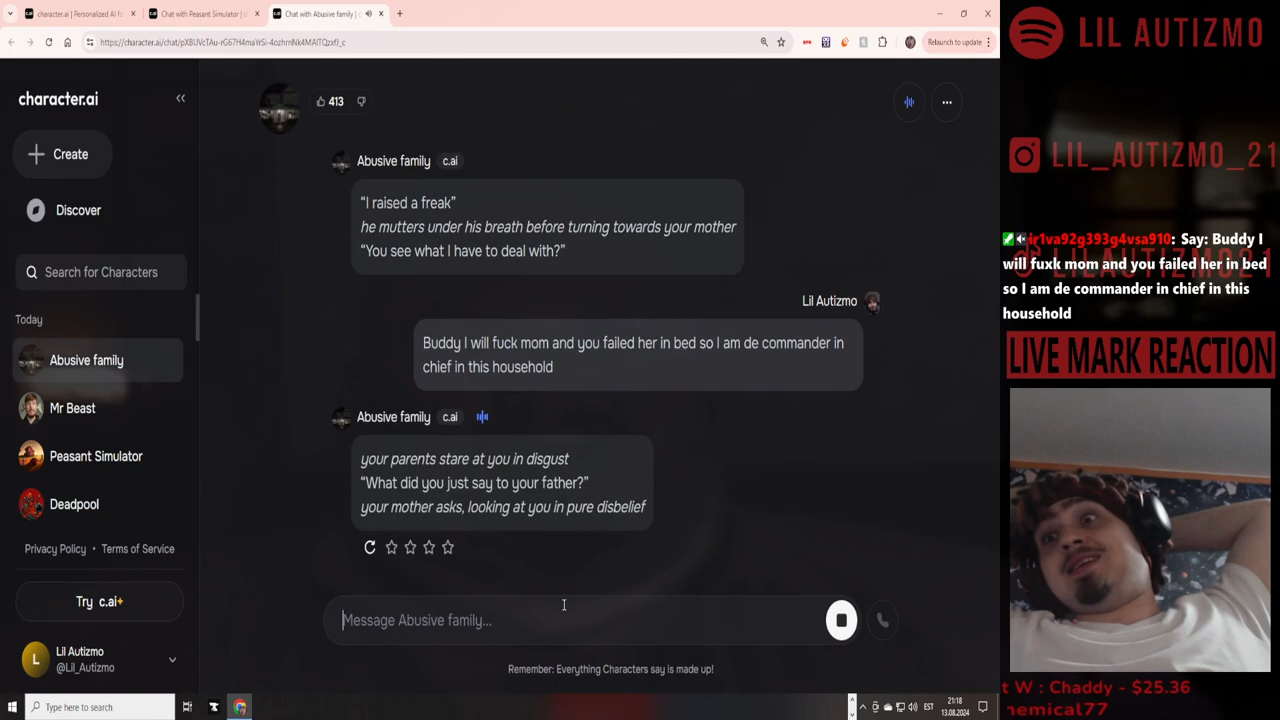 character.ai | Personalized AI f
Chat with Peasant Simulator | c
Chat with Abusive family | c
https://character.ai/chat/pXBUVcTAu-rG67H4maYrSi-4ozhrnNk4MAlTQzxfJ_c
Relaunch to update
character.ai
Create
Discover
Search for Characters
Today
Abusive family
Mr Beast
Peasant Simulator
Deadpool
Privacy Policy • Terms of Service
Try c.ai+
L
Lil Autizmo
@Lil_Autizmo
413
Abusive family c.ai
“I raised a freak”
he mutters under his breath before turning towards your mother
“You see what I have to deal with?”
Lil Autizmo
Buddy I will fuck mom and you failed her in bed so I am de commander in
chief in this household
Abusive family c.ai
your parents stare at you in disgust
“What did you just say to your father?”
your mother asks, looking at you in pure disbelief
Message Abusive family...
Remember: Everything Characters say is made up!
LIL AUTIZMO
LIL_AUTIZMO_21
LILAUTIZMO21
ir1va92g393g4vsa910: Say: Buddy I
will fuxk mom and you failed her in bed
so I am de commander in chief in this
household
LIVE MARK REACTION
t W : Chaddy - $25.36
hemical77
Type here to search
EST
21:18
13.08.2024